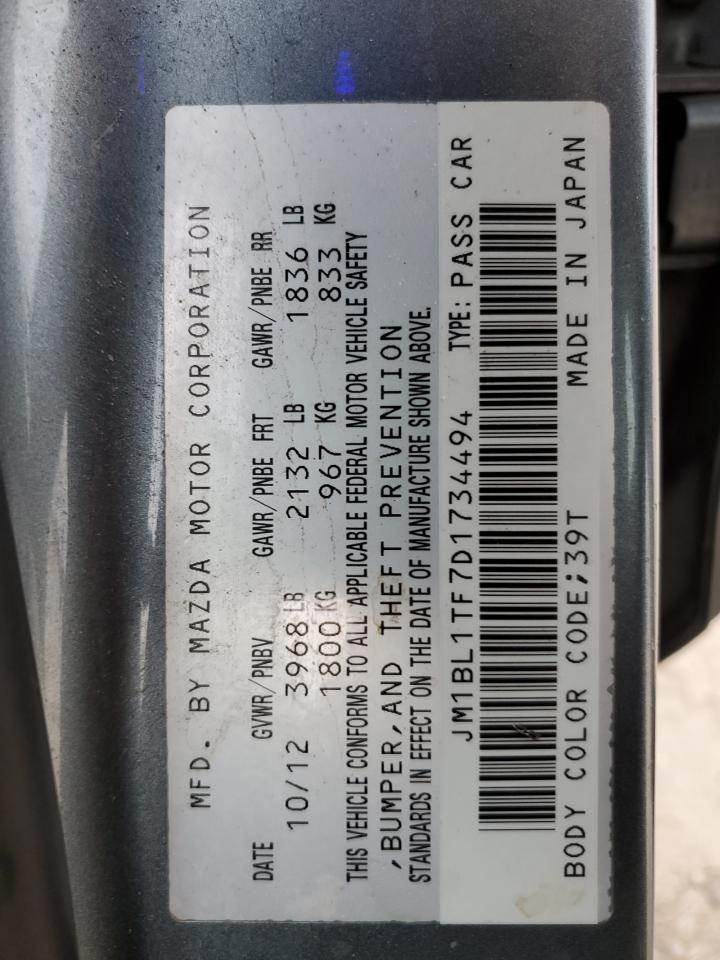 MFD. BY MAZDA MOTOR CORPORATION
DATE GVWR/PNBV GAWR/PNBE FRT GAWR/PNBE RR
10/12 3968 LB 2132 LB 1836 LB
1800 KG 967 KG 833 KG
THIS VEHICLE CONFORMS TO ALL APPLICABLE FEDERAL MOTOR VEHICLE SAFETY
,BUMPER,AND THEFT PREVENTION
STANDARDS IN EFFECT ON THE DATE OF MANUFACTURE SHOWN ABOVE.
JM1BL1TF7D1734494 TYPE: PASS CAR
BODY COLOR CODE;39T MADE IN JAPAN